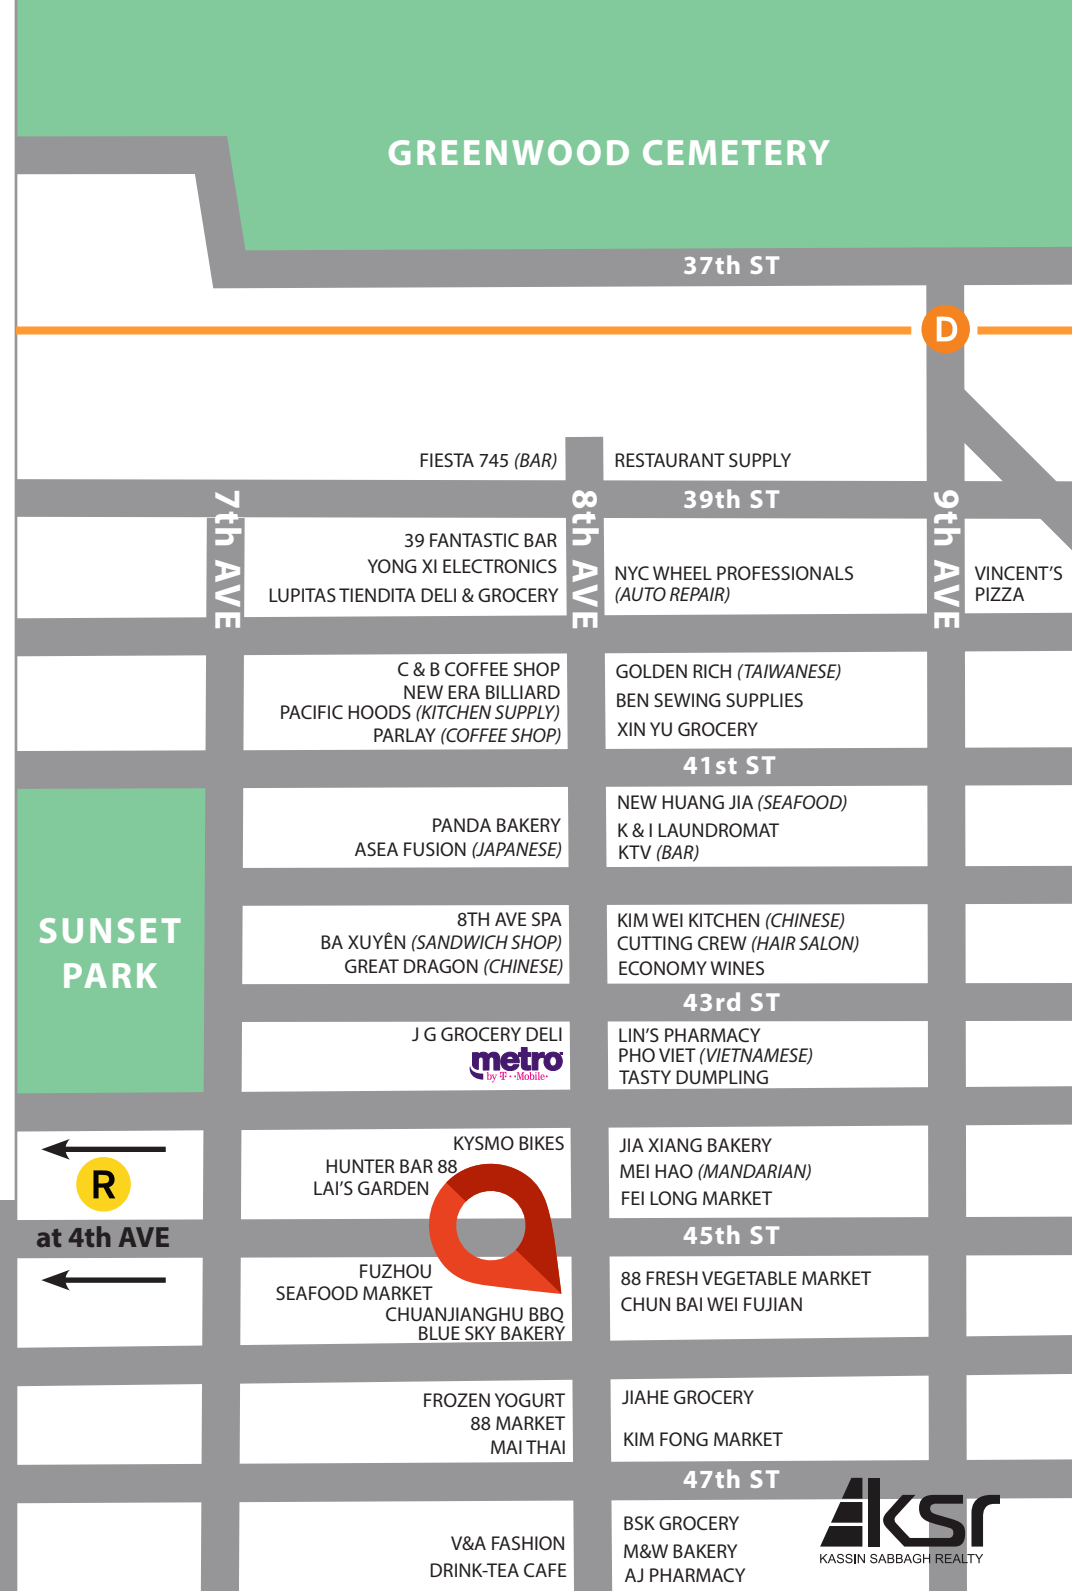 GREENWOOD CEMETERY
37th ST
D
FIESTA 745 (BAR)
RESTAURANT SUPPLY
7th AVE
8th AVE
39th ST
9th AVE
39 FANTASTIC BAR
YONG XI ELECTRONICS
LUPITAS TIENDITA DELI & GROCERY
NYC WHEEL PROFESSIONALS
(AUTO REPAIR)
VINCENT'S
PIZZA
C & B COFFEE SHOP
NEW ERA BILLIARD
PACIFIC HOODS (KITCHEN SUPPLY)
PARLAY (COFFEE SHOP)
GOLDEN RICH (TAIWANESE)
BEN SEWING SUPPLIES
XIN YU GROCERY
41st ST
PANDA BAKERY
ASEA FUSION (JAPANESE)
NEW HUANG JIA (SEAFOOD)
K & I LAUNDROMAT
KTV (BAR)
SUNSET
PARK
8TH AVE SPA
BA XUYÊN (SANDWICH SHOP)
GREAT DRAGON (CHINESE)
KIM WEI KITCHEN (CHINESE)
CUTTING CREW (HAIR SALON)
ECONOMY WINES
43rd ST
J G GROCERY DELI
metro
by T-Mobile
LIN'S PHARMACY
PHO VIET (VIETNAMESE)
TASTY DUMPLING
R
at 4th AVE
KYSMO BIKES
HUNTER BAR 88
LAI'S GARDEN
JIA XIANG BAKERY
MEI HAO (MANDARIAN)
FEI LONG MARKET
45th ST
FUZHOU
SEAFOOD MARKET
CHUANJIANGHU BBQ
BLUE SKY BAKERY
88 FRESH VEGETABLE MARKET
CHUN BAI WEI FUJIAN
FROZEN YOGURT
88 MARKET
MAI THAI
JIAHE GROCERY
KIM FONG MARKET
47th ST
V&A FASHION
DRINK-TEA CAFE
BSK GROCERY
M&W BAKERY
AJ PHARMACY
ksr
KASSIN SABBAGH REALTY